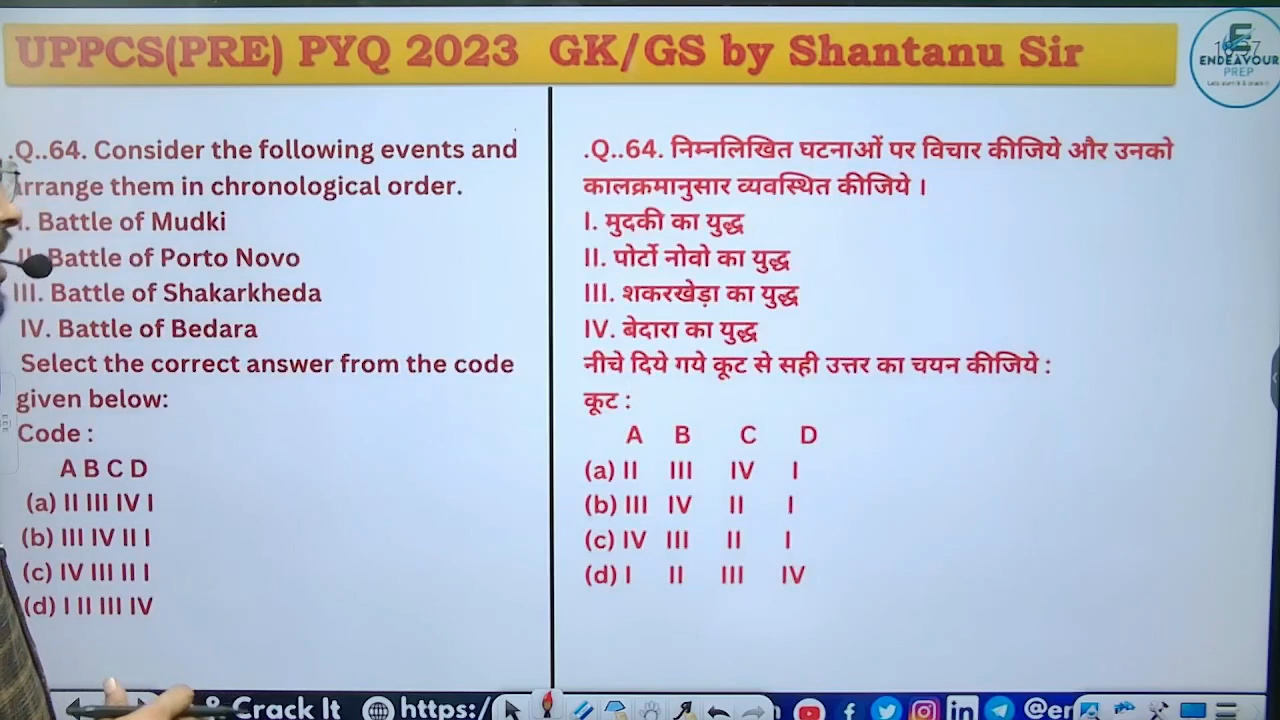 UPPCS(PRE) PYQ 2023 GK/GS by Shantanu Sir
ENDEAVOUR
PREP
.Q..64. Consider the following events and
arrange them in chronological order.
I. Battle of Mudki
II. Battle of Porto Novo
III. Battle of Shakarkheda
IV. Battle of Bedara
Select the correct answer from the code
given below:
Code :
A B C D
(a) II III IV I
(b) III IV II I
(c) IV III II I
(d) I II III IV
.Q..64. निम्नलिखित घटनाओं पर विचार कीजिये और उनको
कालक्रमानुसार व्यवस्थित कीजिये ।
I. मुदकी का युद्ध
II. पोर्टो नोवो का युद्ध
III. शकरखेड़ा का युद्ध
IV. बेदारा का युद्ध
नीचे दिये गये कूट से सही उत्तर का चयन कीजिये :
कूट :
A B C D
(a) II III IV I
(b) III IV II I
(c) IV III II I
(d) I II III IV
& Crack It https:/ @er